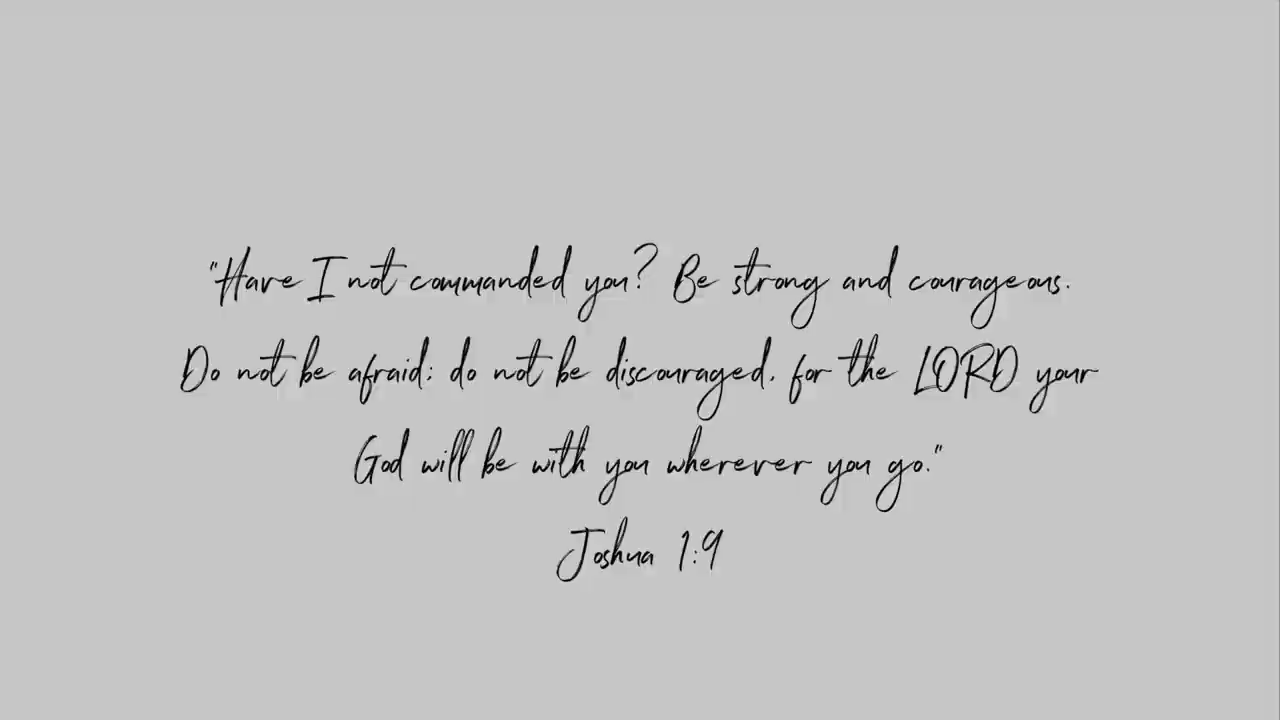 "Have I not commanded you? Be strong and courageous.
Do not be afraid; do not be discouraged, for the LORD your
God will be with you wherever you go."
Joshua 1:9